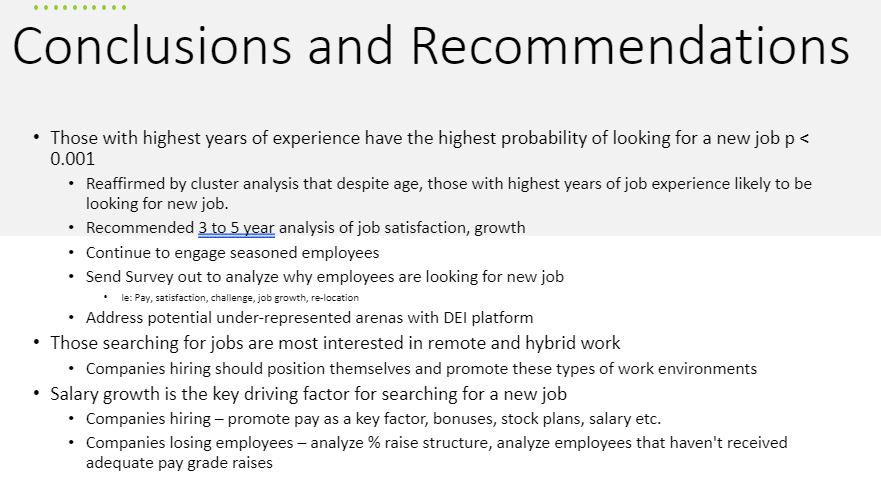 Conclusions and Recommendations
• Those with highest years of experience have the highest probability of looking for a new job p <
0.001
• Reaffirmed by cluster analysis that despite age, those with highest years of job experience likely to be
looking for new job.
• Recommended 3 to 5 year analysis of job satisfaction, growth
• Continue to engage seasoned employees
• Send Survey out to analyze why employees are looking for new job
• Ie: Pay, satisfaction, challenge, job growth, re-location
• Address potential under-represented arenas with DEI platform
• Those searching for jobs are most interested in remote and hybrid work
• Companies hiring should position themselves and promote these types of work environments
• Salary growth is the key driving factor for searching for a new job
• Companies hiring – promote pay as a key factor, bonuses, stock plans, salary etc.
• Companies losing employees – analyze % raise structure, analyze employees that haven't received
adequate pay grade raises